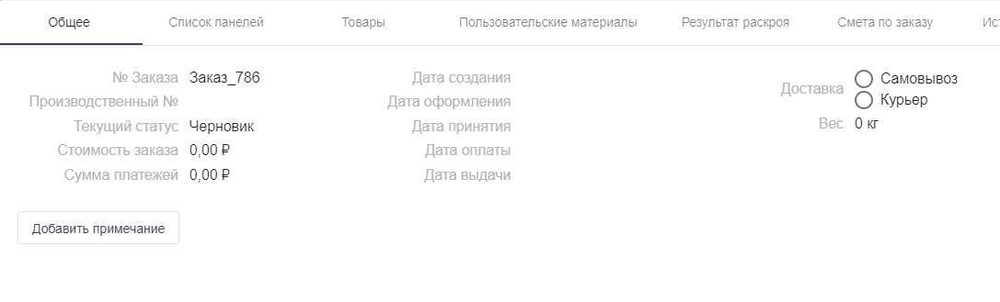 Общее Список панелей Товары Пользовательские материалы Результат раскроя Смета по заказу Ис
№ Заказа Заказ_786 Дата создания Самовывоз
Доставка
Производственный № Дата оформления Курьер
Текущий статус Черновик Дата принятия Вес 0 кг
Стоимость заказа 0,00 ₽ Дата оплаты
Сумма платежей 0,00 ₽ Дата выдачи
Добавить примечание